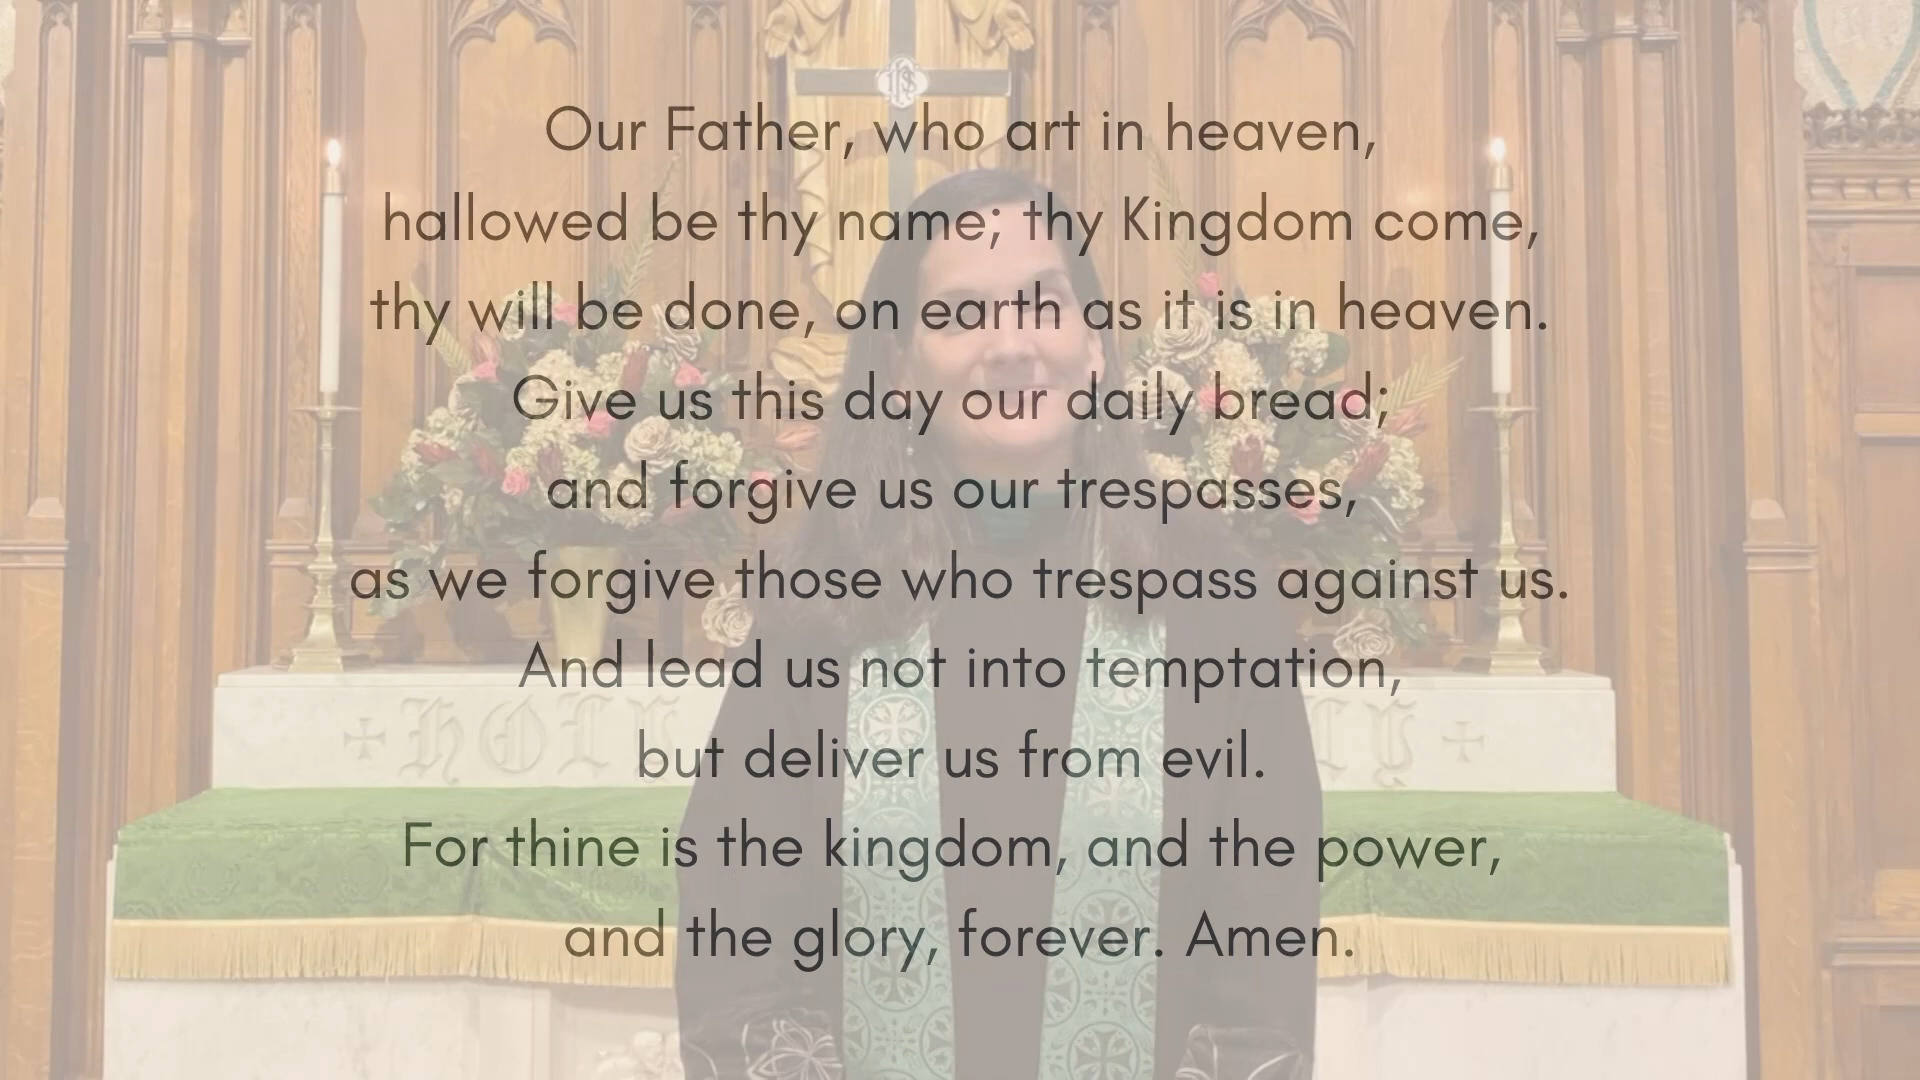 IHS
Our Father, who art in heaven,
hallowed be thy name; thy Kingdom come,
thy will be done, on earth as it is in heaven.
Give us this day our daily bread;
and forgive us our trespasses,
as we forgive those who trespass against us.
And lead us not into temptation,
but deliver us from evil.
For thine is the kingdom, and the power,
and the glory, forever. Amen.
HOLY